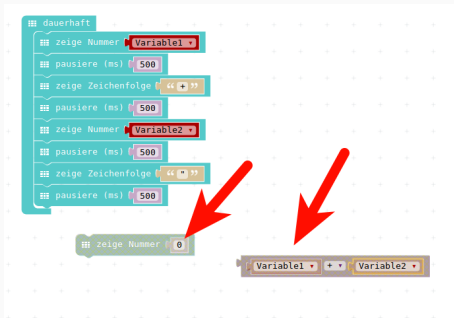 dauerhaft
zeige Nummer Variable1
pausiere (ms) 500
zeige Zeichenfolge “ + ”
pausiere (ms) 500
zeige Nummer Variable2
pausiere (ms) 500
zeige Zeichenfolge “ " ”
pausiere (ms) 500
zeige Nummer 0
Variable1 + Variable2